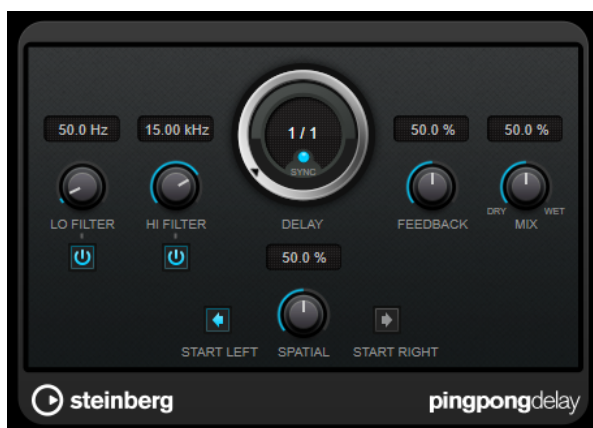 50.0 Hz
15.00 kHz
1 / 1
SYNC
50.0 %
50.0 %
LO FILTER
HI FILTER
DELAY
FEEDBACK
DRY
WET
MIX
50.0 %
START LEFT
SPATIAL
START RIGHT
steinberg
pingpongdelay